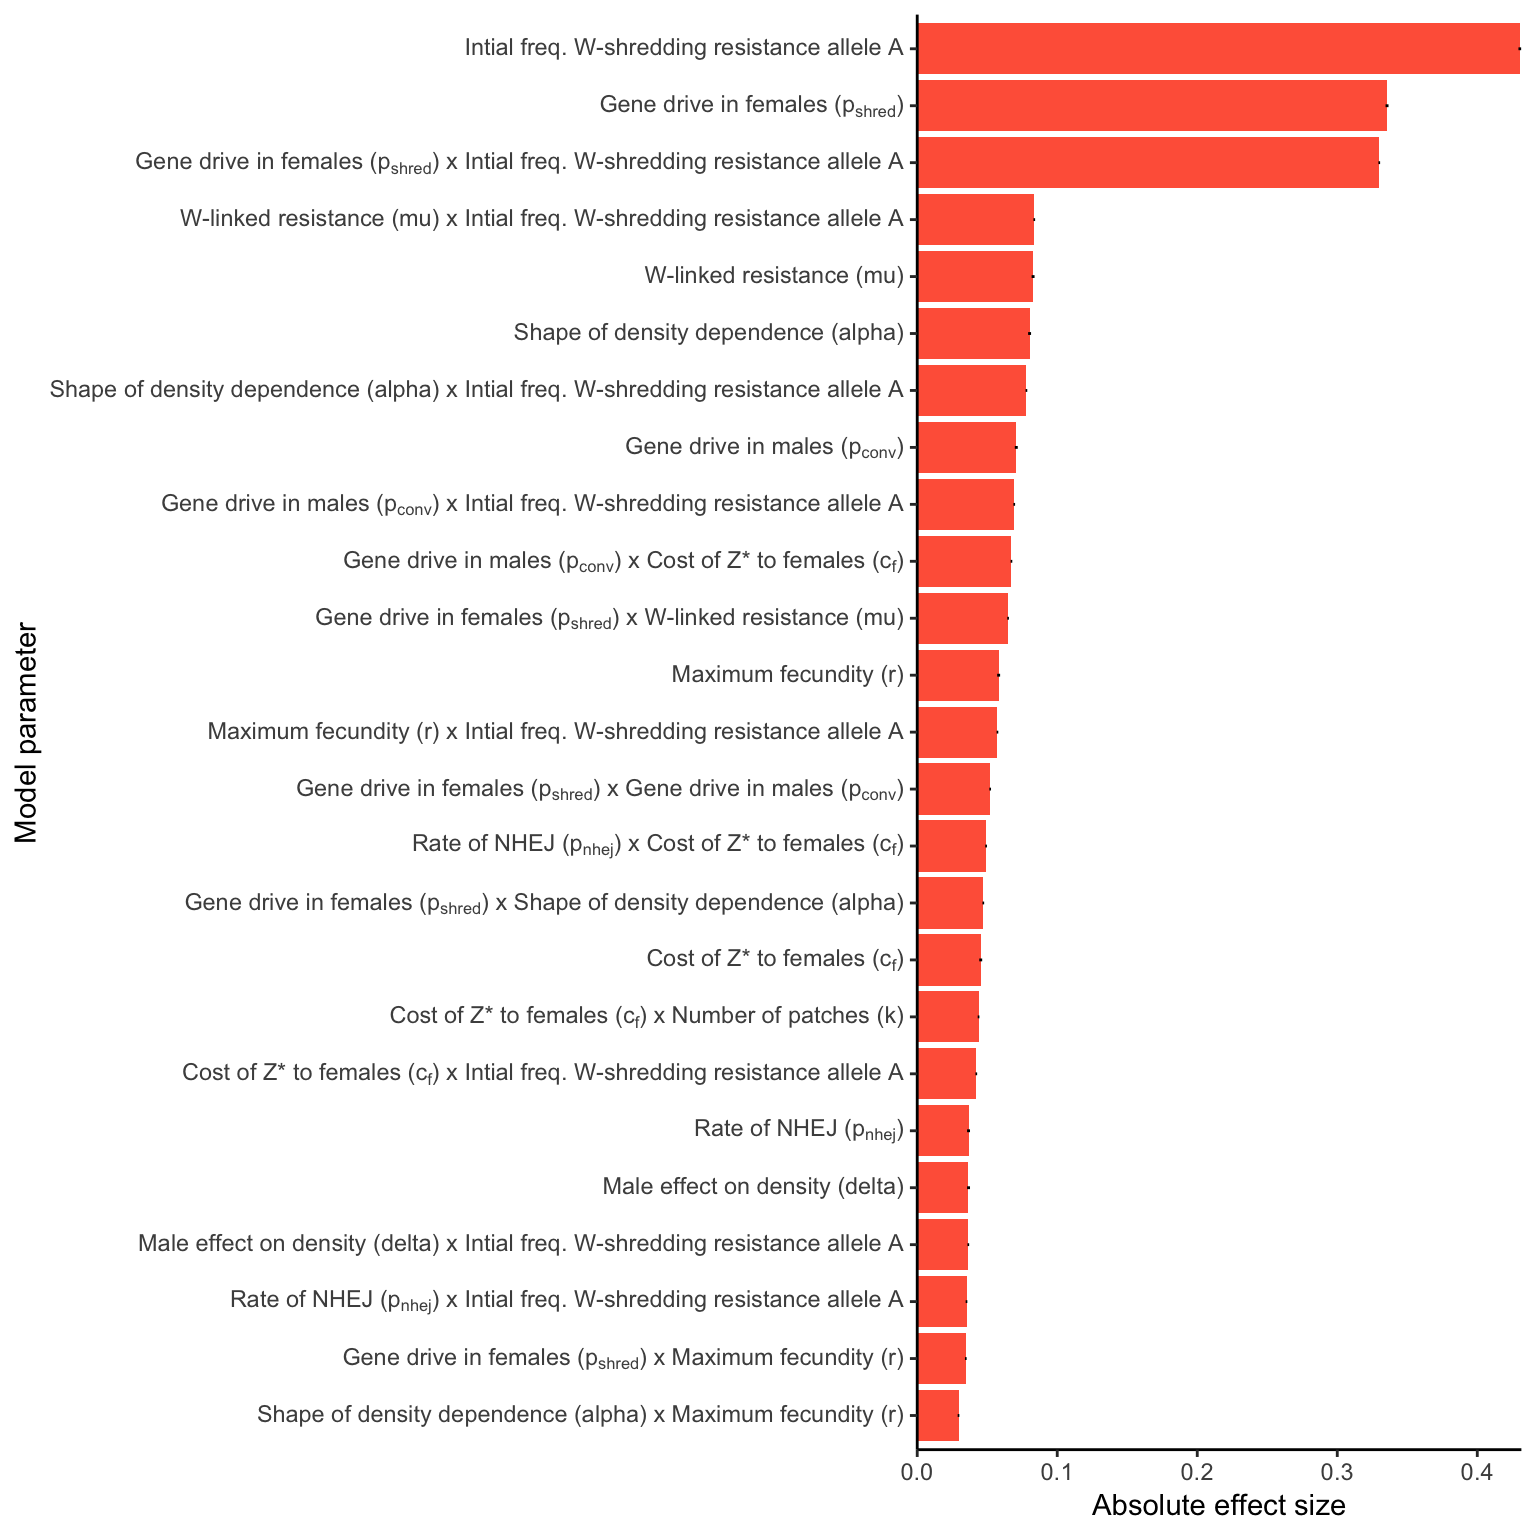 Intial freq. W-shredding resistance allele A
Gene drive in females (pshred)
Gene drive in females (pshred) x Intial freq. W-shredding resistance allele A
W-linked resistance (mu) x Intial freq. W-shredding resistance allele A
W-linked resistance (mu)
Shape of density dependence (alpha)
Shape of density dependence (alpha) x Intial freq. W-shredding resistance allele A
Gene drive in males (pconv)
Gene drive in males (pconv) x Intial freq. W-shredding resistance allele A
Gene drive in males (pconv) x Cost of Z* to females (cf)
Gene drive in females (pshred) x W-linked resistance (mu)
Maximum fecundity (r)
Maximum fecundity (r) x Intial freq. W-shredding resistance allele A
Gene drive in females (pshred) x Gene drive in males (pconv)
Rate of NHEJ (pnhej) x Cost of Z* to females (cf)
Gene drive in females (pshred) x Shape of density dependence (alpha)
Cost of Z* to females (cf)
Cost of Z* to females (cf) x Number of patches (k)
Cost of Z* to females (cf) x Intial freq. W-shredding resistance allele A
Rate of NHEJ (pnhej)
Male effect on density (delta)
Male effect on density (delta) x Intial freq. W-shredding resistance allele A
Rate of NHEJ (pnhej) x Intial freq. W-shredding resistance allele A
Gene drive in females (pshred) x Maximum fecundity (r)
Shape of density dependence (alpha) x Maximum fecundity (r)
Model parameter
0.0 0.1 0.2 0.3 0.4
Absolute effect size